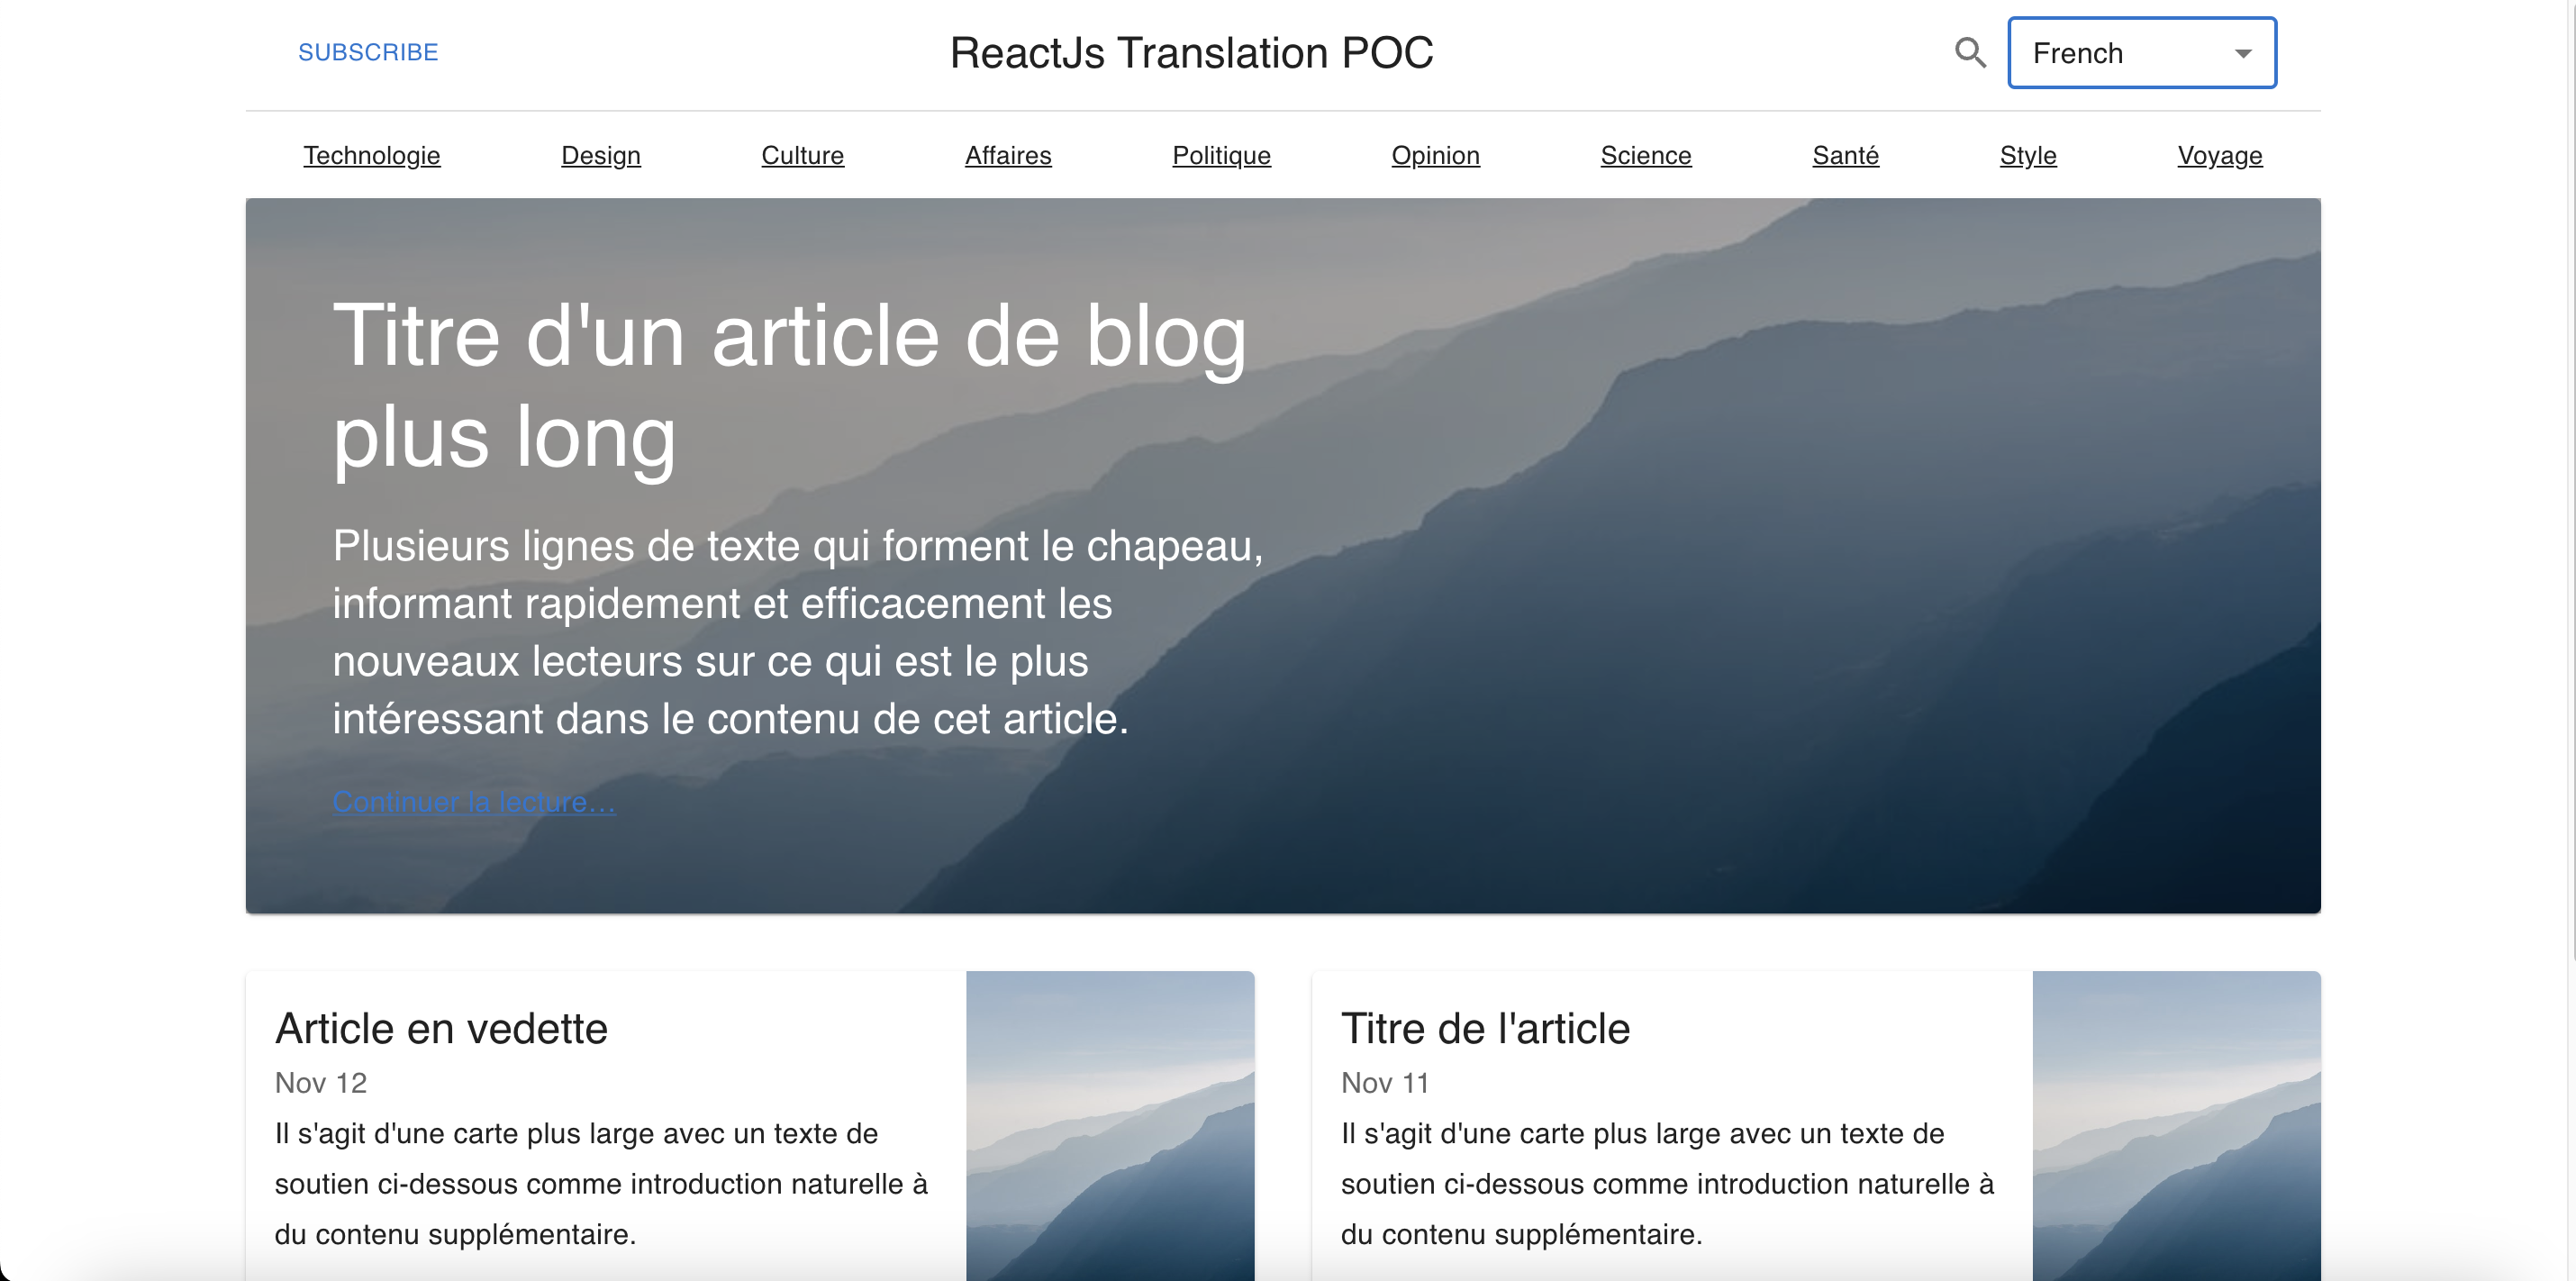 SUBSCRIBE
ReactJs Translation POC
French
Technologie Design Culture Affaires Politique Opinion Science Santé Style Voyage
Titre d'un article de blog
plus long
Plusieurs lignes de texte qui forment le chapeau,
informant rapidement et efficacement les
nouveaux lecteurs sur ce qui est le plus
intéressant dans le contenu de cet article.
Continuer la lecture…
Article en vedette
Nov 12
Il s'agit d'une carte plus large avec un texte de
soutien ci-dessous comme introduction naturelle à
du contenu supplémentaire.
Titre de l'article
Nov 11
Il s'agit d'une carte plus large avec un texte de
soutien ci-dessous comme introduction naturelle à
du contenu supplémentaire.